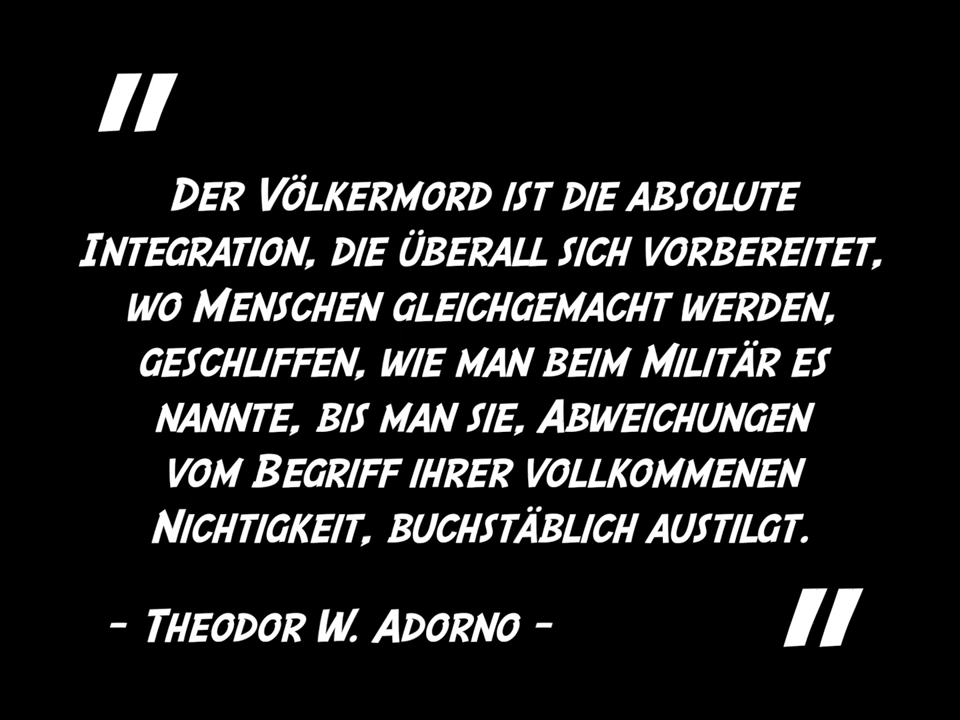 "
Der Völkermord ist die absolute
Integration, die überall sich vorbereitet,
wo Menschen gleichgemacht werden,
geschliffen, wie man beim Militär es
nannte, bis man sie, Abweichungen
vom Begriff ihrer vollkommenen
Nichtigkeit, buchstäblich austilgt.
- Theodor W. Adorno -
"